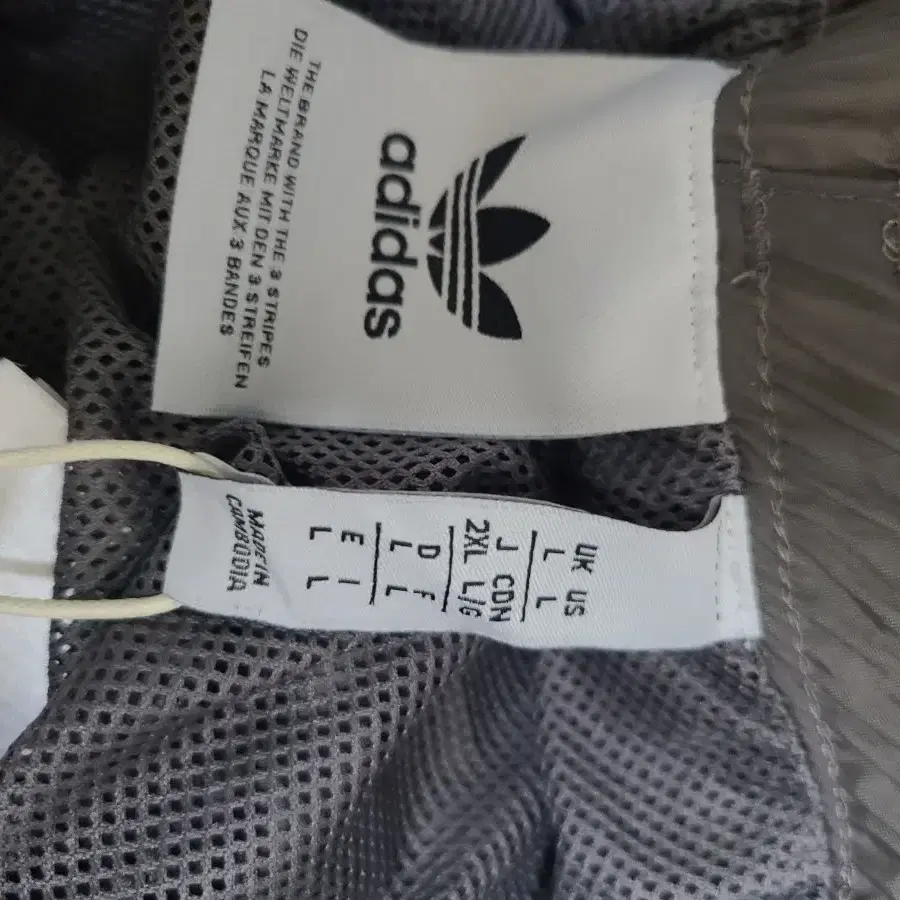 adidas
THE BRAND WITH THE 3 STRIPES
DIE WELTMARKE MIT DEN 3 STREIFEN
LA MARQUE AUX 3 BANDES
UK US
L L
J CDN
2XL L/G
D F
L L
E I
L L
MADE IN
CAMBODIA